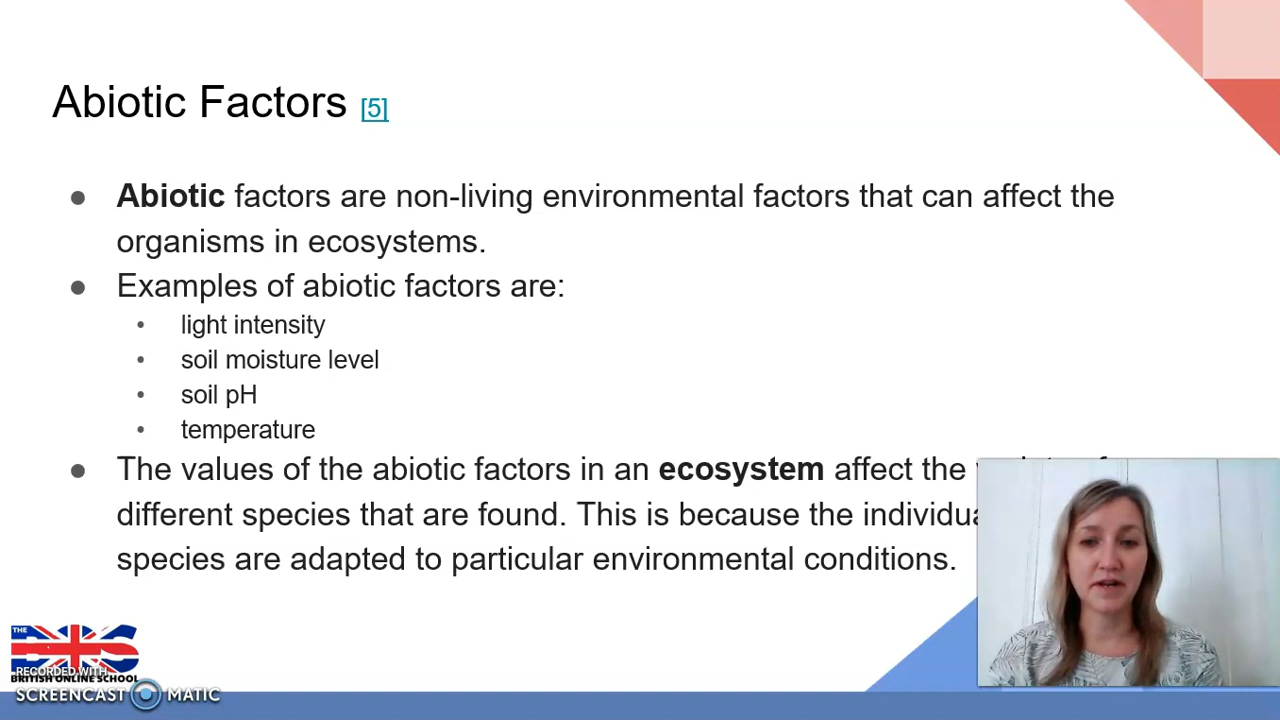 Abiotic Factors [5]
● Abiotic factors are non-living environmental factors that can affect the
organisms in ecosystems.
● Examples of abiotic factors are:
• light intensity
• soil moisture level
• soil pH
• temperature
● The values of the abiotic factors in an ecosystem affect the
different species that are found. This is because the
species are adapted to particular environmental conditions.
THE
BOS
RECORDED WITH
BRITISH ONLINE SCHOOL
SCREENCAST MATIC